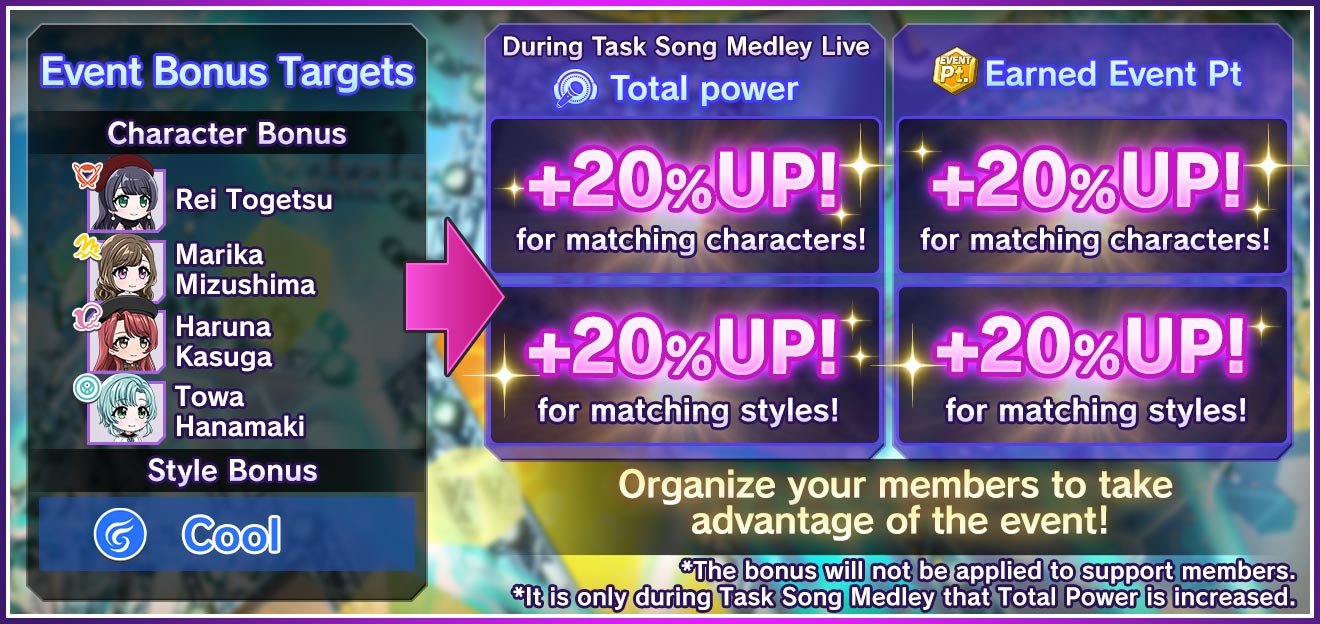 Event Bonus Targets
Character Bonus
Rei Togetsu
Marika
Mizushima
Haruna
Kasuga
Towa
Hanamaki
Style Bonus
Cool
During Task Song Medley Live
Total power
+20%UP!
for matching characters!
+20%UP!
for matching styles!
EVENT
Pt.
Earned Event Pt
+20%UP!
for matching characters!
+20%UP!
for matching styles!
Organize your members to take
advantage of the event!
*The bonus will not be applied to support members.
*It is only during Task Song Medley that Total Power is increased.